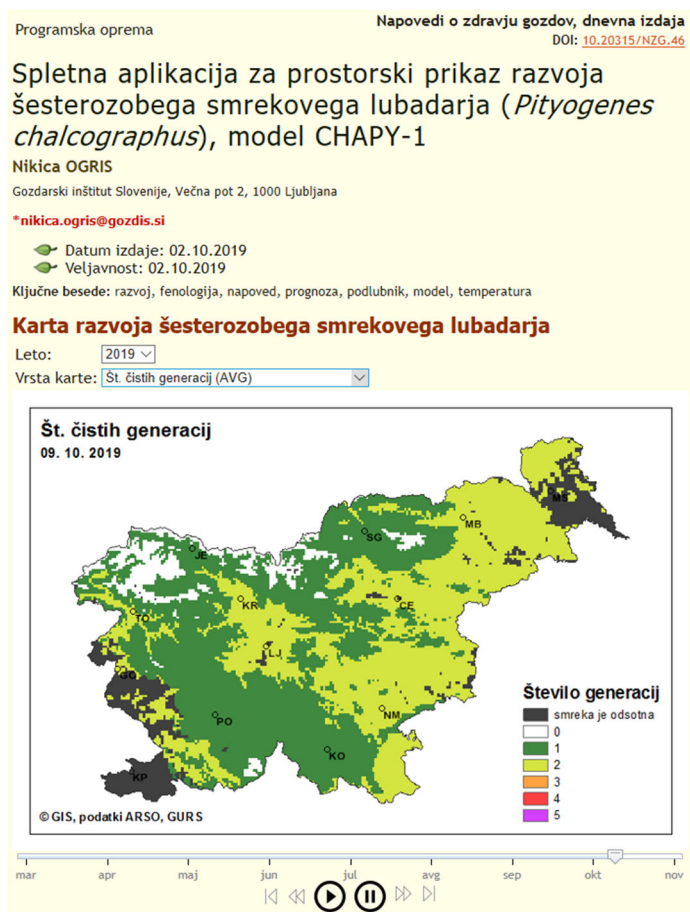 Programska oprema
Napovedi o zdravju gozdov, dnevna izdaja
DOI: 10.20315/NZG.46
Spletna aplikacija za prostorski prikaz razvoja
šesterozobega smrekovega lubadarja (Pityogenes
chalcographus), model CHAPY-1
Nikica OGRIS
Gozdarski inštitut Slovenije, Večna pot 2, 1000 Ljubljana
*nikica.ogris@gozdis.si
Datum izdaje: 02.10.2019
Veljavnost: 02.10.2019
Ključne besede: razvoj, fenologija, napoved, prognoza, podlubnik, model, temperatura
Karta razvoja šesterozobega smrekovega lubadarja
Leto: 2019
Vrsta karte: Št. čistih generacij (AVG)
Št. čistih generacij
09. 10. 2019
MS
MB
SG
JE
KR
CE
TO
LJ
GO
NM
PO
KO
KP
Število generacij
smreka je odsotna
0
1
2
3
4
5
© GIS, podatki ARSO, GURS
mar apr maj jun jul avg sep okt nov